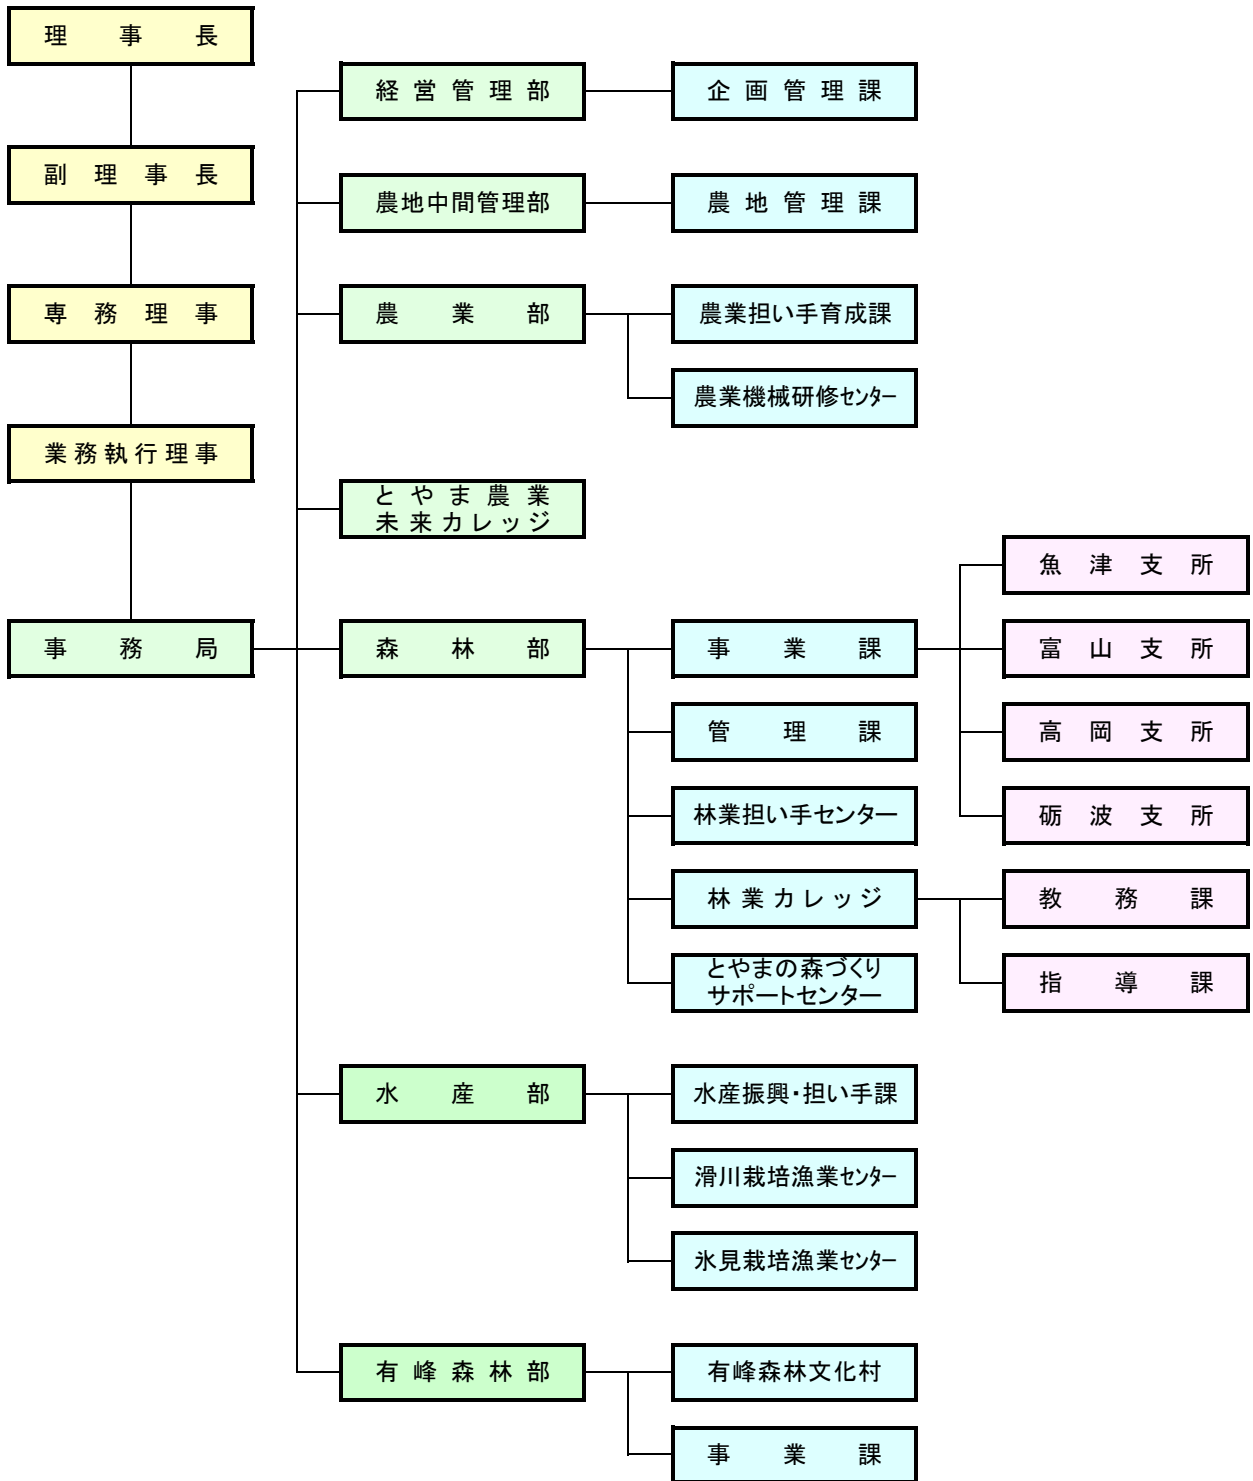 理事長
副理事長
専務理事
業務執行理事
事務局
経営管理部
企画管理課
農地中間管理部
農地管理課
農業部
農業担い手育成課
農業機械研修センター
とやま農業
未来カレッジ
森林部
事業課
魚津支所
富山支所
高岡支所
砺波支所
管理課
林業担い手センター
林業カレッジ
教務課
指導課
とやまの森づくり
サポートセンター
水産部
水産振興・担い手課
滑川栽培漁業センター
氷見栽培漁業センター
有峰森林部
有峰森林文化村
事業課